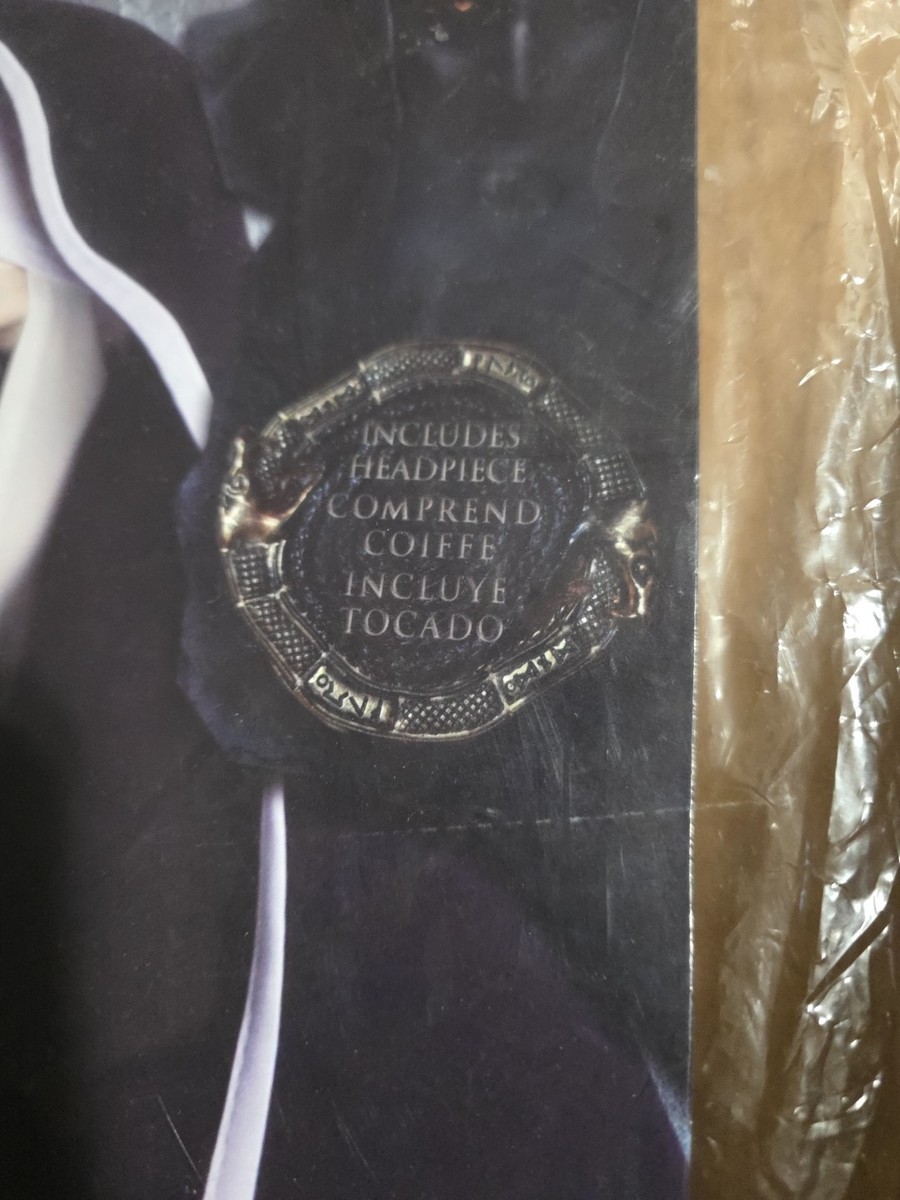 INCLUDES
HEADPIECE
COMPREND
COIFFE
INCLUYE
TOCADO